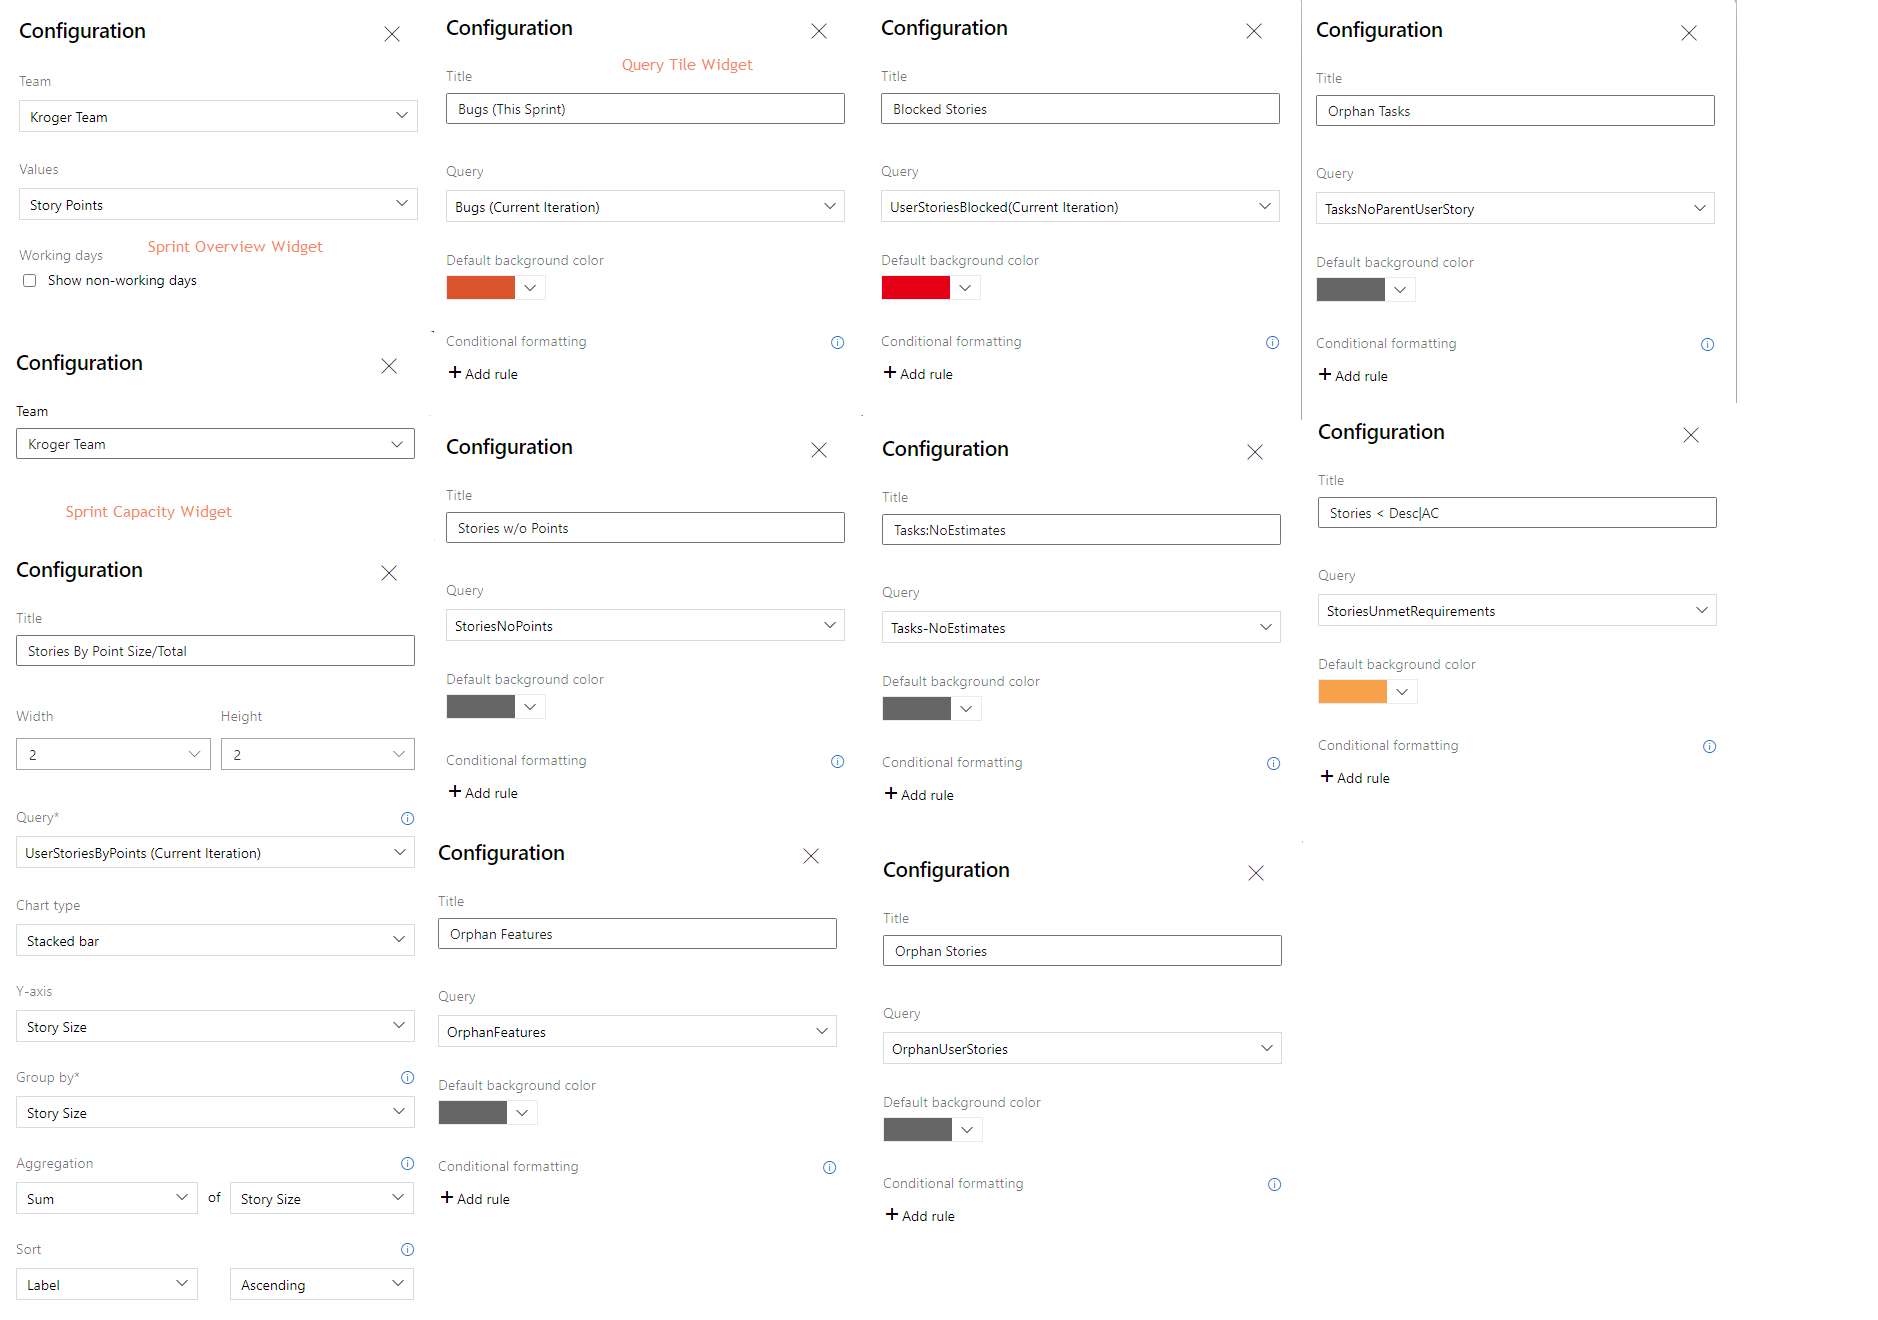 Configuration
Team
Kroger Team
Values
Story Points
Sprint Overview Widget
Working days
Show non-working days
Configuration
Team
Kroger Team
Sprint Capacity Widget
Configuration
Title
Stories By Point Size/Total
Width Height
2 2
Query*
UserStoriesByPoints (Current Iteration)
Chart type
Stacked bar
Y-axis
Story Size
Group by*
Story Size
Aggregation
Sum of Story Size
Sort
Label Ascending
Configuration
Query Tile Widget
Title
Bugs (This Sprint)
Query
Bugs (Current Iteration)
Default background color
Conditional formatting
+ Add rule
Configuration
Title
Stories w/o Points
Query
StoriesNoPoints
Default background color
Conditional formatting
+ Add rule
Configuration
Title
Orphan Features
Query
OrphanFeatures
Default background color
Conditional formatting
+ Add rule
Configuration
Title
Blocked Stories
Query
UserStoriesBlocked(Current Iteration)
Default background color
Conditional formatting
+ Add rule
Configuration
Title
Tasks:NoEstimates
Query
Tasks-NoEstimates
Default background color
Conditional formatting
+ Add rule
Configuration
Title
Orphan Stories
Query
OrphanUserStories
Default background color
Conditional formatting
+ Add rule
Configuration
Title
Orphan Tasks
Query
TasksNoParentUserStory
Default background color
Conditional formatting
+ Add rule
Configuration
Title
Stories < Desc|AC
Query
StoriesUnmetRequirements
Default background color
Conditional formatting
+ Add rule